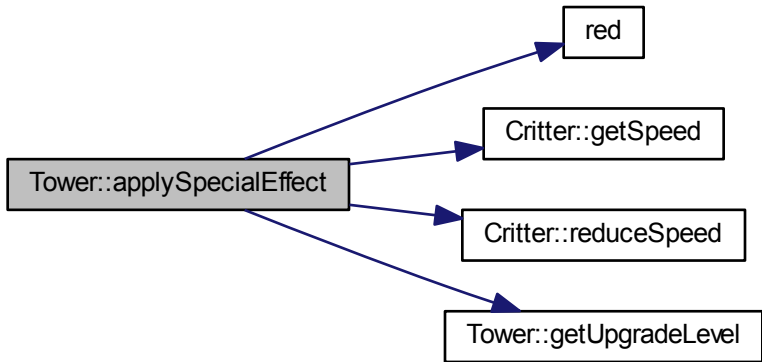 red
Critter::getSpeed
Tower::applySpecialEffect
Critter::reduceSpeed
Tower::getUpgradeLevel